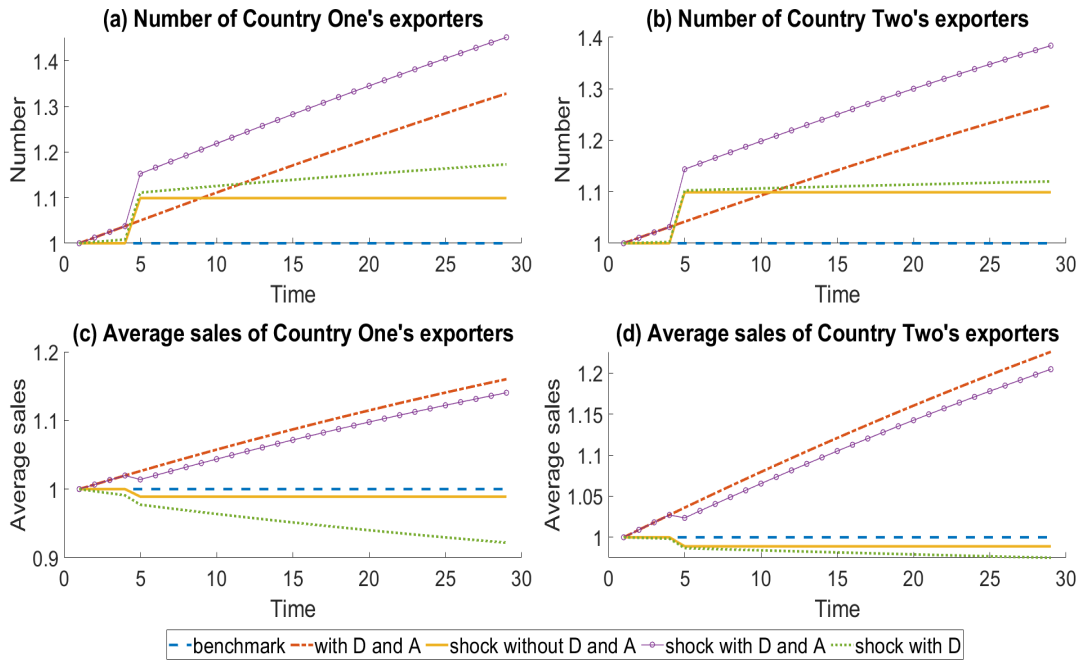 (a) Number of Country One's exporters
Number
1.4
1.3
1.2
1.1
1
0 5 10 15 20 25 30
Time
(b) Number of Country Two's exporters
Number
1.4
1.3
1.2
1.1
1
0 5 10 15 20 25 30
Time
(c) Average sales of Country One's exporters
Average sales
1.2
1.1
1
0.9
0 5 10 15 20 25 30
Time
(d) Average sales of Country Two's exporters
Average sales
1.2
1.15
1.1
1.05
1
0 5 10 15 20 25 30
Time
benchmark with D and A shock without D and A shock with D and A shock with D